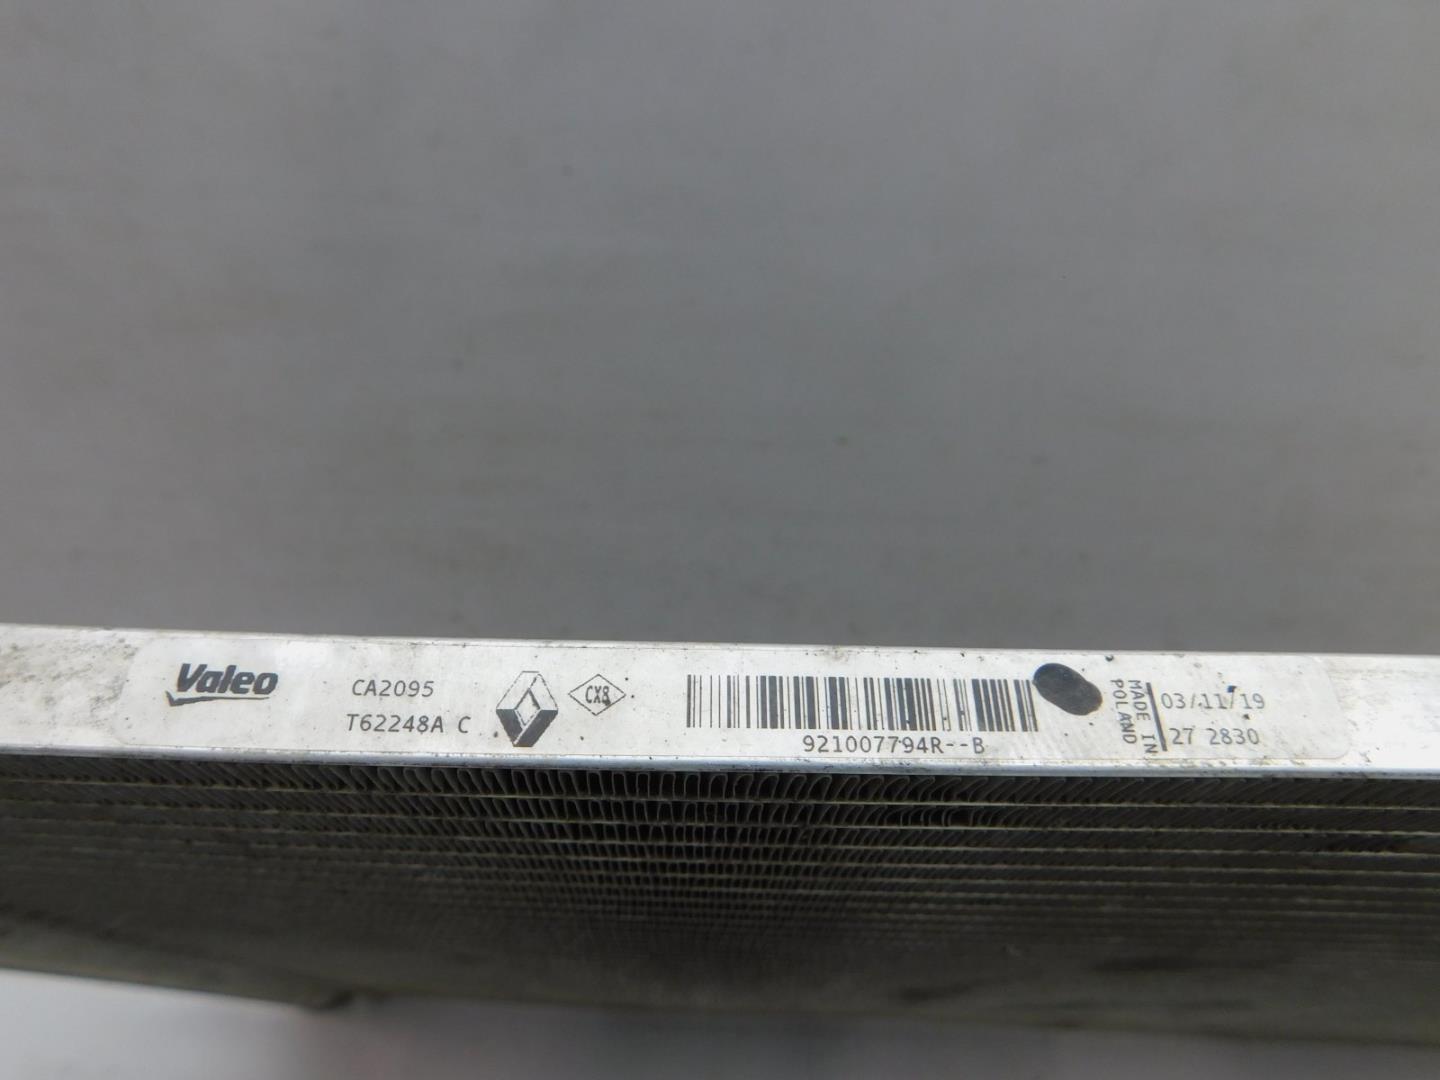 Valeo
CA2095
T62248A C
CX8
921007794R--B
MADE IN
POLAND
03/11/19
27 2830